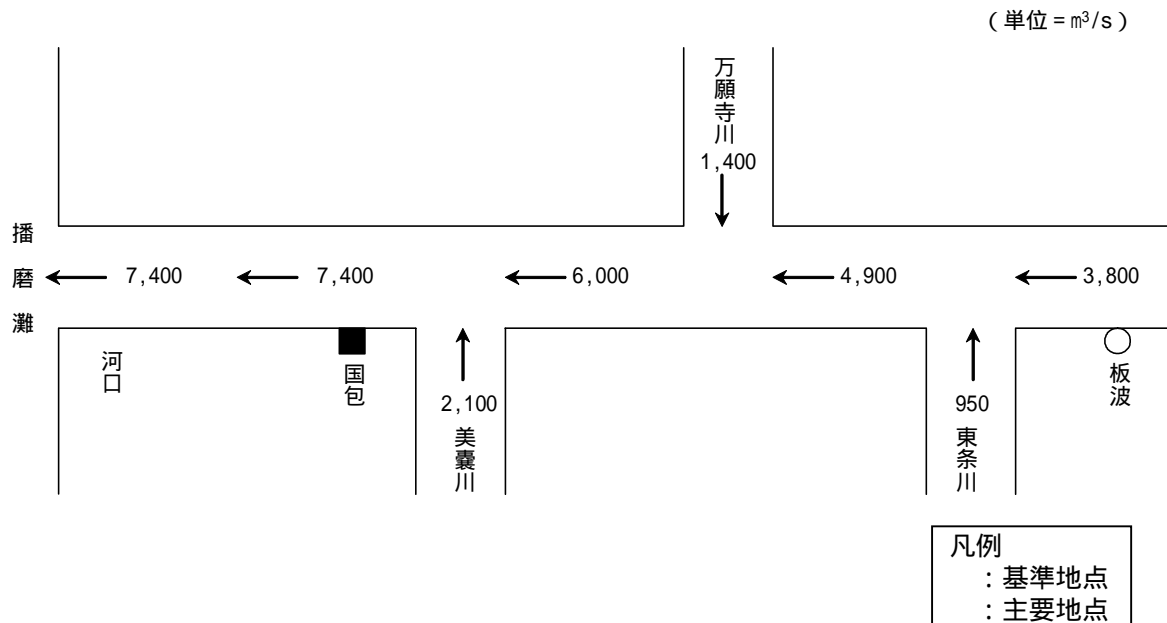 (単位=m³/s)
万願寺川
1,400
播磨灘
7,400
7,400
6,000
4,900
3,800
河口
国包
2,100
美嚢川
950
東条川
板波
凡例
:基準地点
:主要地点